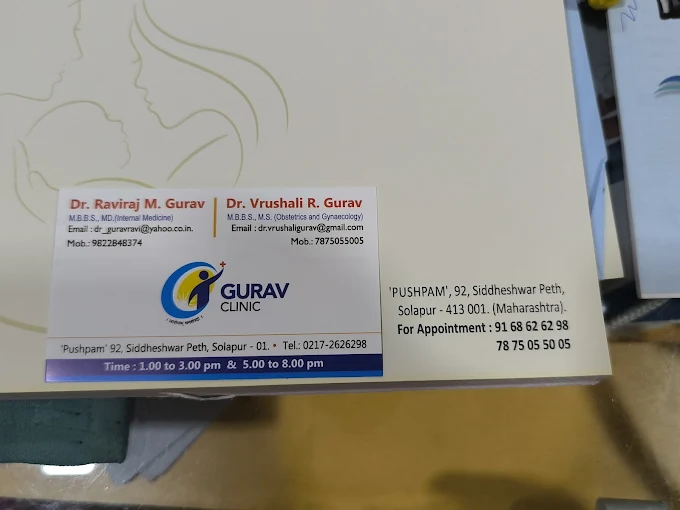 Dr. Raviraj M. Gurav
M.B.B.S., MD.(Internal Medicine)
Email : dr_guravravi@yahoo.co.in.
Mob.: 9822848374
Dr. Vrushali R. Gurav
M.B.B.S., M.S. (Obstetrics and Gynaecology)
Email : dr.vrushaligurav@gmail.com
Mob.: 7875055005
GURAV
CLINIC
'Pushpam' 92, Siddheshwar Peth, Solapur - 01. • Tel.: 0217-2626298
Time : 1.00 to 3.00 pm & 5.00 to 8.00 pm
'PUSHPAM', 92, Siddheshwar Peth,
Solapur - 413 001. (Maharashtra).
For Appointment : 91 68 62 62 98
78 75 05 50 05